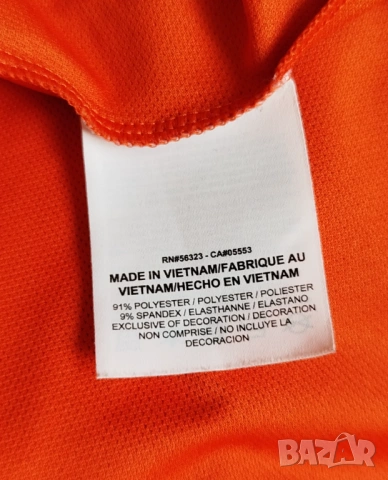 RN#56323 - CA#05553
MADE IN VIETNAM/FABRIQUE AU
VIETNAM/HECHO EN VIETNAM
91% POLYESTER / POLYESTER / POLIESTER
9% SPANDEX / ELASTHANNE / ELASTANO
EXCLUSIVE OF DECORATION / DECORATION
NON COMPRISE / NO INCLUYE LA
DECORACION
BAZAR
bg